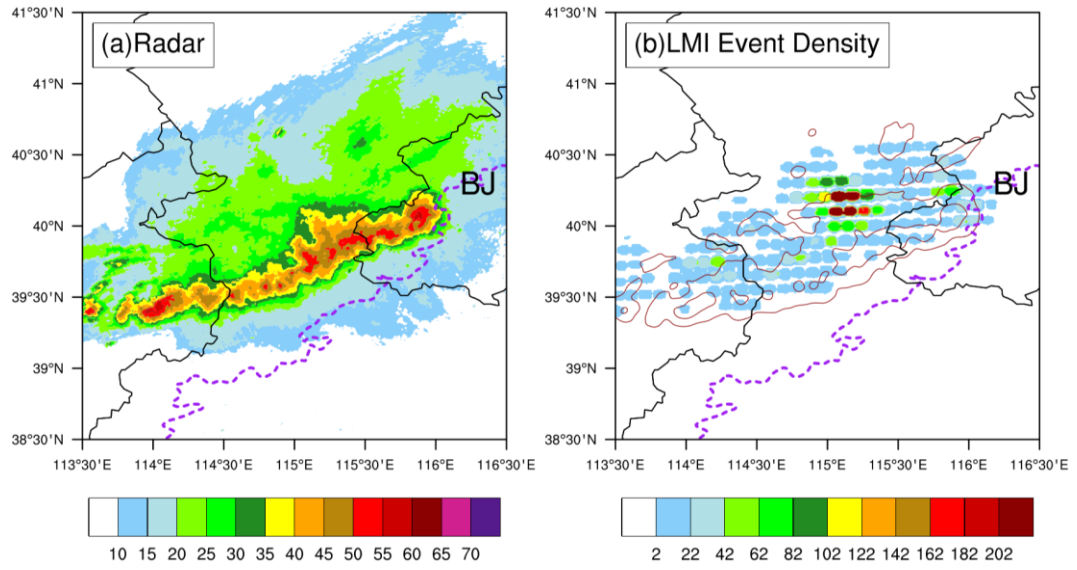 (a)Radar
41°30'N
41°N
40°30'N
40°N
39°30'N
39°N
38°30'N
113°30'E 114°E 114°30'E 115°E 115°30'E 116°E 116°30'E
BJ
10 15 20 25 30 35 40 45 50 55 60 65 70
(b)LMI Event Density
41°30'N
41°N
40°30'N
40°N
39°30'N
39°N
38°30'N
113°30'E 114°E 114°30'E 115°E 115°30'E 116°E 116°30'E
BJ
2 22 42 62 82 102 122 142 162 182 202